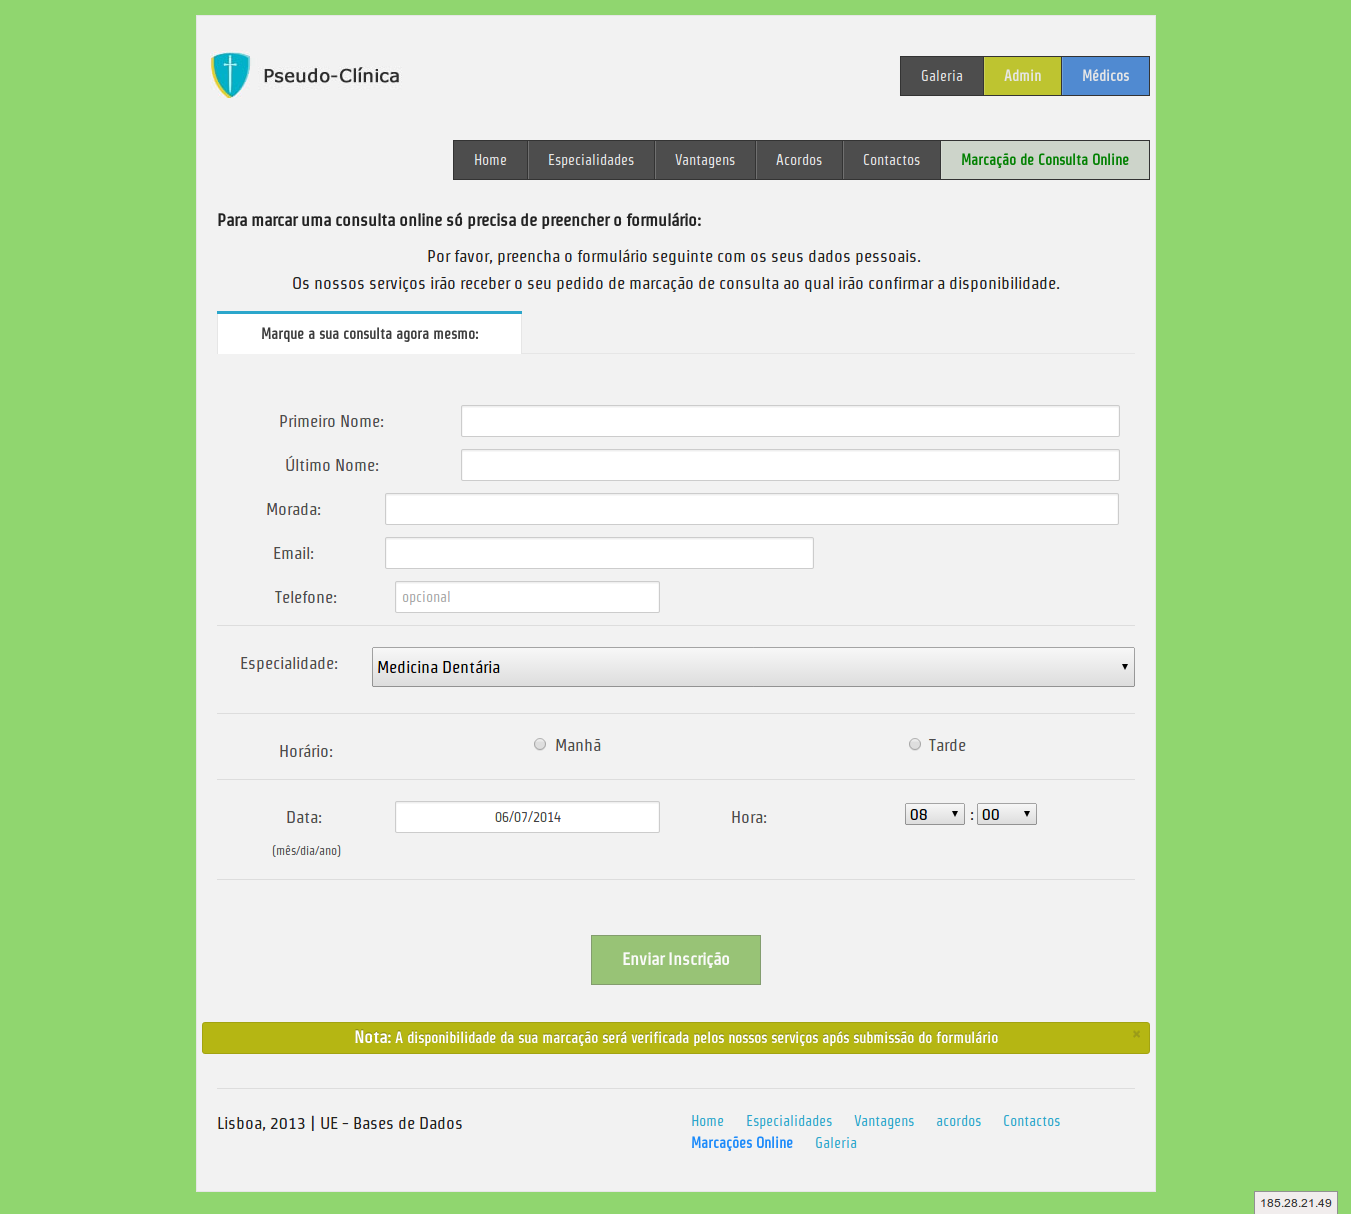 Pseudo-Clínica
Galeria Admin Médicos
Home Especialidades Vantagens Acordos Contactos Marcação de Consulta Online
Para marcar uma consulta online só precisa de preencher o formulário:
Por favor, preencha o formulário seguinte com os seus dados pessoais.
Os nossos serviços irão receber o seu pedido de marcação de consulta ao qual irão confirmar a disponibilidade.
Marque a sua consulta agora mesmo:
Primeiro Nome:
Último Nome:
Morada:
Email:
Telefone: opcional
Especialidade: Medicina Dentária
Horário: Manhã Tarde
Data: 06/07/2014 Hora: 08 : 00
(mês/dia/ano)
Enviar Inscrição
Nota: A disponibilidade da sua marcação será verificada pelos nossos serviços após submissão do formulário
Lisboa, 2013 | UE - Bases de Dados
Home Especialidades Vantagens acordos Contactos
Marcações Online Galeria
185.28.21.49